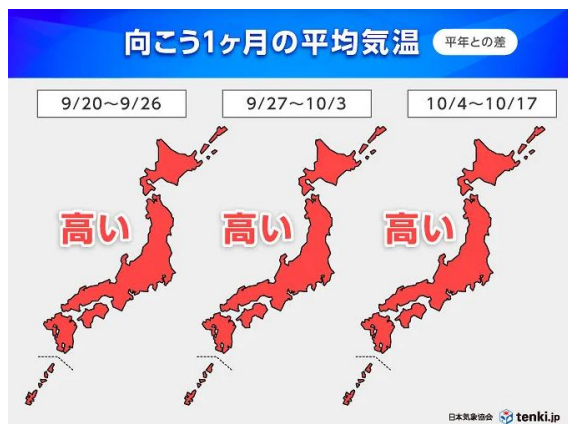 向こう1ヶ月の平均気温 平年との差
9/20〜9/26 9/27〜10/3 10/4〜10/17
高い 高い 高い
日本気象協会 tenki.jp